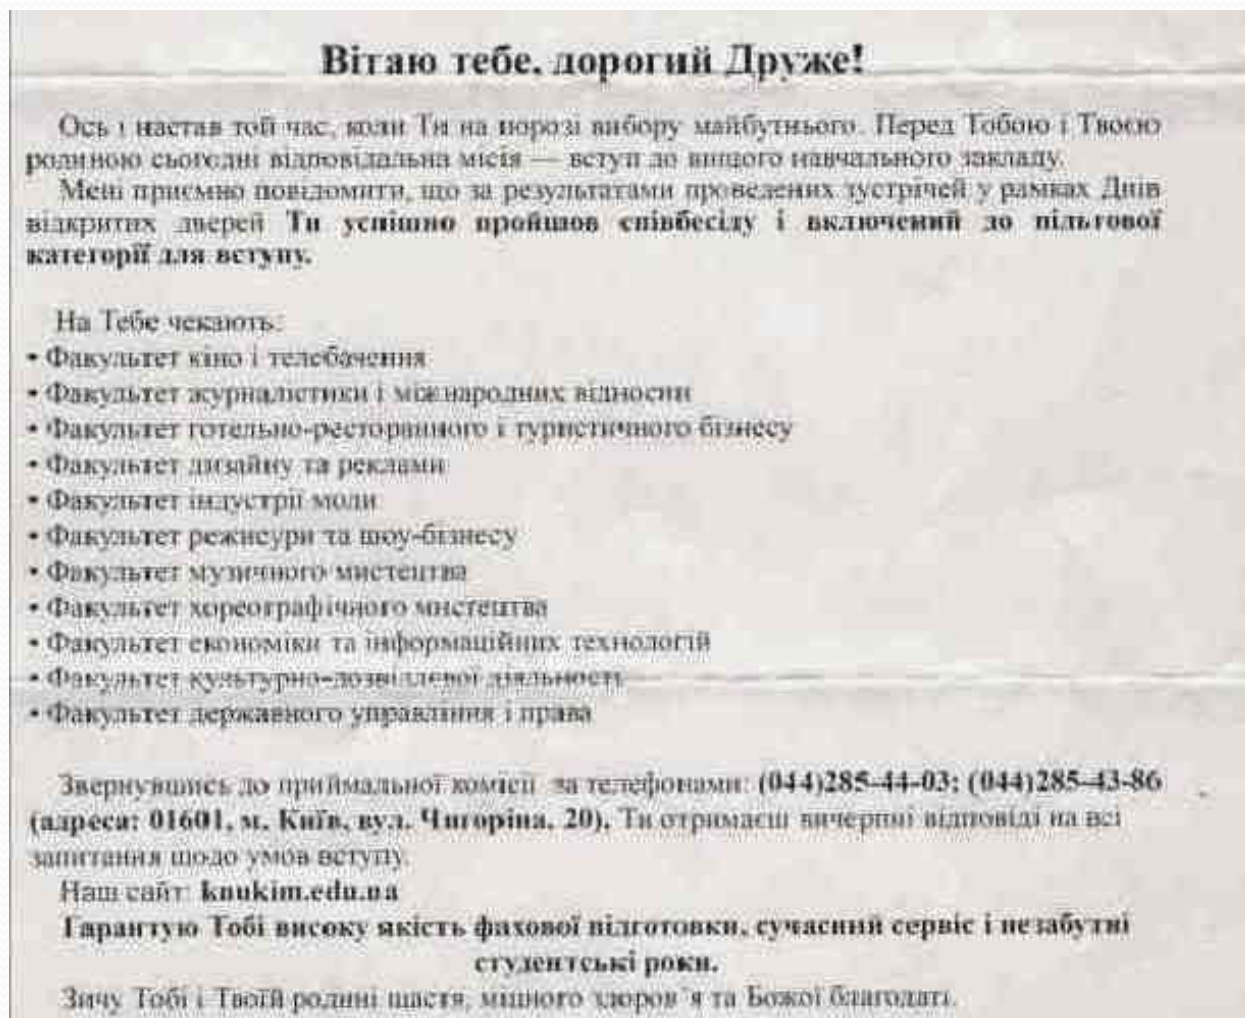 Вітаю тебе, дорогий Друже!
Ось і настав той час, коли Ти на порозі вибору майбутнього. Перед Тобою і Твоєю
родиною сьогодні відповідальна місія — вступ до вищого навчального закладу.
Мені приємно повідомити, що за результатами проведених зустрічей у рамках Днів
відкритих дверей Ти успішно пройшов співбесіду і включений до пільгової
категорії для вступу.
На Тебе чекають:
• Факультет кіно і телебачення
• Факультет журналістики і міжнародних відносин
• Факультет готельно-ресторанного і туристичного бізнесу
• Факультет дизайну та реклами
• Факультет індустрії моди
• Факультет режисури та шоу-бізнесу
• Факультет музичного мистецтва
• Факультет хореографічного мистецтва
• Факультет економіки та інформаційних технологій
• Факультет культурно-дозвіллєвої діяльності
• Факультет державного управління і права
Звернувшись до приймальної комісії за телефонами: (044)285-44-03; (044)285-43-86
(адреса: 01601, м. Київ, вул. Чигоріна, 20), Ти отримаєш вичерпні відповіді на всі
запитання щодо умов вступу.
Наш сайт: knukim.edu.ua
Гарантую Тобі високу якість фахової підготовки, сучасний сервіс і незабутні
студентські роки.
Зичу Тобі і Твоїй родині щастя, міцного здоров'я та Божої благодаті.